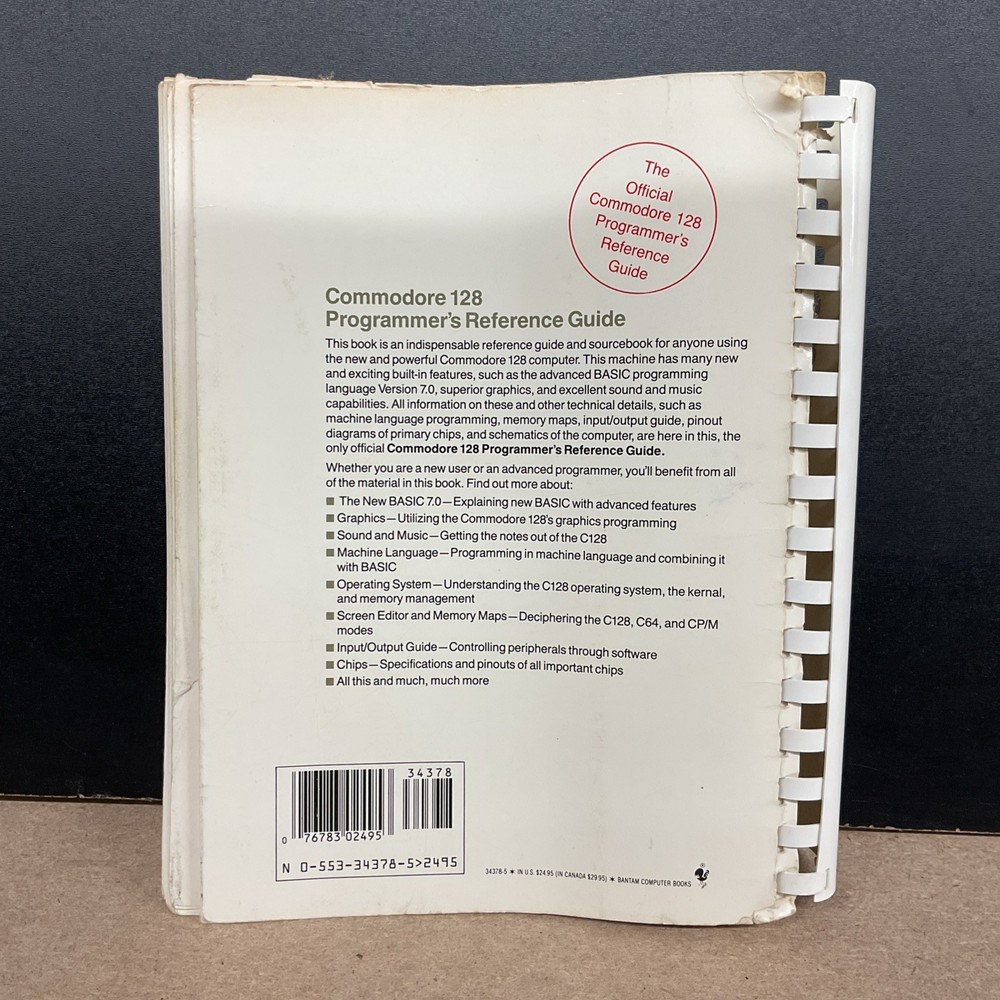 The
Official
Commodore 128
Programmer's
Reference
Guide
Commodore 128
Programmer's Reference Guide
This book is an indispensable reference guide and sourcebook for anyone using
the new and powerful Commodore 128 computer. This machine has many new
and exciting built-in features, such as the advanced BASIC programming
language Version 7.0, superior graphics, and excellent sound and music
capabilities. All information on these and other technical details, such as
machine language programming, memory maps, input/output guide, pinout
diagrams of primary chips, and schematics of the computer, are here in this, the
only official Commodore 128 Programmer's Reference Guide.
Whether you are a new user or an advanced programmer, you'll benefit from all
of the material in this book. Find out more about:
■ The New BASIC 7.0—Explaining new BASIC with advanced features
■ Graphics—Utilizing the Commodore 128's graphics programming
■ Sound and Music—Getting the notes out of the C128
■ Machine Language—Programming in machine language and combining it
with BASIC
■ Operating System—Understanding the C128 operating system, the kernal,
and memory management
■ Screen Editor and Memory Maps—Deciphering the C128, C64, and CP/M
modes
■ Input/Output Guide—Controlling peripherals through software
■ Chips—Specifications and pinouts of all important chips
■ All this and much, much more
34378
0 76783 02495
N 0-553-34378-5>2495
34378-5 ★ IN U.S. $24.95 (IN CANADA $29.95) ★ BANTAM COMPUTER BOOKS